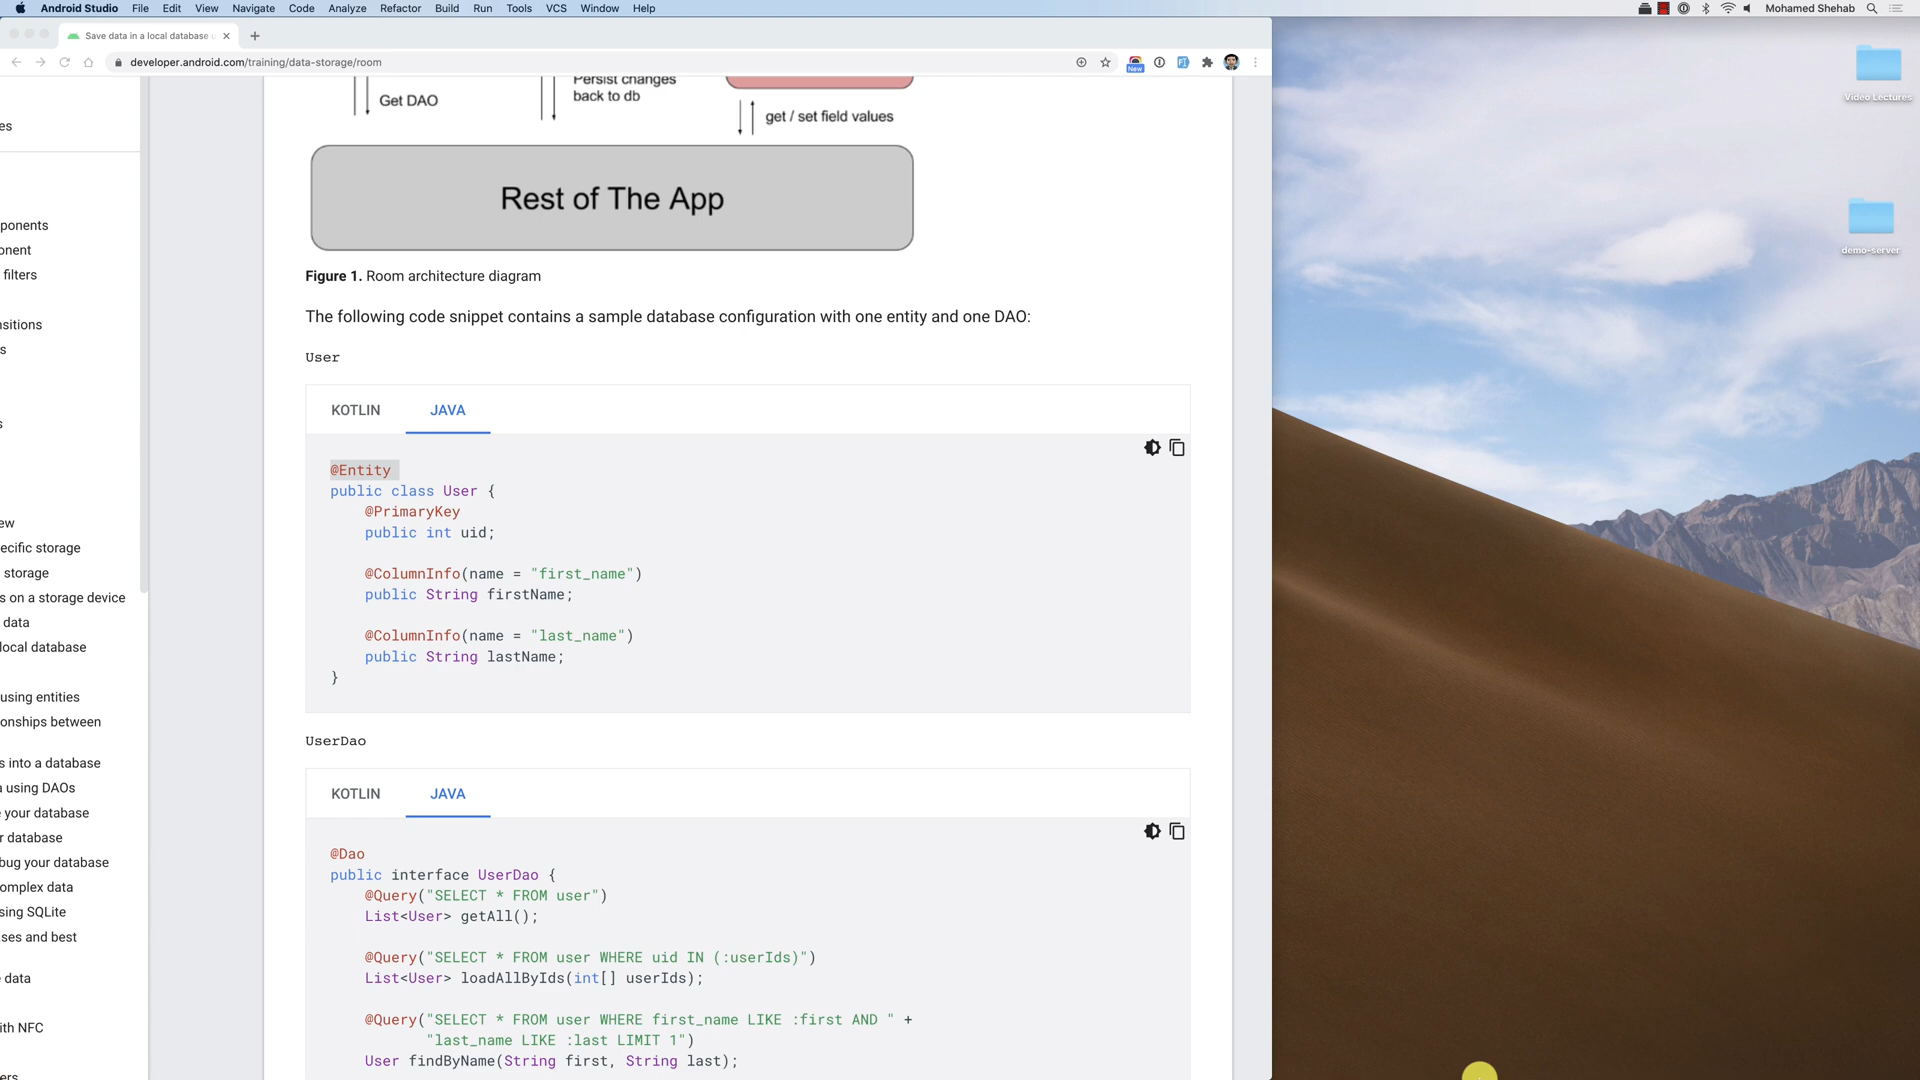 Android Studio File Edit View Navigate Code Analyze Refactor Build Run Tools VCS Window Help Mohamed Shehab
Save data in a local database u
developer.android.com/training/data-storage/room
New
Video Lectures
demo-server
es
ponents
onent
filters
nsitions
s
s
ew
ecific storage
storage
s on a storage device
data
local database
using entities
onships between
s into a database
a using DAOs
e your database
r database
bug your database
omplex data
sing SQLite
ses and best
e data
ith NFC
ers
Get DAO
Persist changes
back to db
get / set field values
Rest of The App
Figure 1. Room architecture diagram
The following code snippet contains a sample database configuration with one entity and one DAO:
User
KOTLIN JAVA
@Entity
public class User {
@PrimaryKey
public int uid;
@ColumnInfo(name = "first_name")
public String firstName;
@ColumnInfo(name = "last_name")
public String lastName;
}
UserDao
KOTLIN JAVA
@Dao
public interface UserDao {
@Query("SELECT * FROM user")
List<User> getAll();
@Query("SELECT * FROM user WHERE uid IN (:userIds)")
List<User> loadAllByIds(int[] userIds);
@Query("SELECT * FROM user WHERE first_name LIKE :first AND " +
"last_name LIKE :last LIMIT 1")
User findByName(String first, String last);